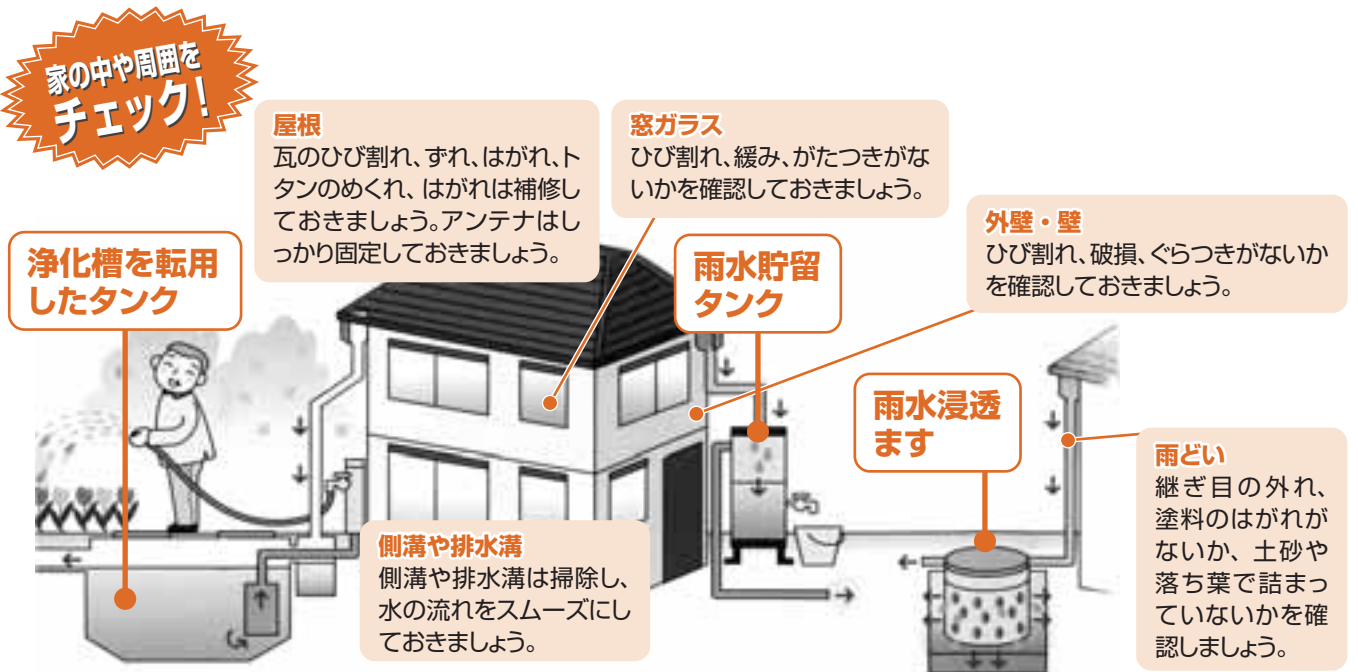 家の中や周囲を
チェック!
屋根
瓦のひび割れ、ずれ、はがれ、ト
タンのめくれ、はがれは補修し
ておきましょう。アンテナはし
っかり固定しておきましょう。
窓ガラス
ひび割れ、緩み、がたつきがな
いかを確認しておきましょう。
外壁・壁
ひび割れ、破損、ぐらつきがないか
を確認しておきましょう。
浄化槽を転用
したタンク
雨水貯留
タンク
雨水浸透
ます
雨どい
継ぎ目の外れ、
塗料のはがれが
ないか、土砂や
落ち葉で詰まっ
ていないかを確
認しましょう。
側溝や排水溝
側溝や排水溝は掃除し、
水の流れをスムーズにし
ておきましょう。